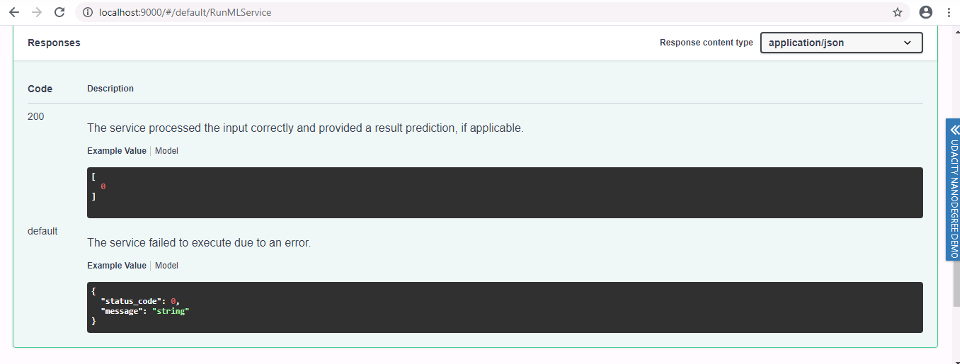 localhost:9000/#/default/RunMLService
Responses
Response content type
application/json
Code
Description
200
The service processed the input correctly and provided a result prediction, if applicable.
Example Value | Model
[
0
]
default
The service failed to execute due to an error.
Example Value | Model
{
"status_code": 0,
"message": "string"
}
UDACITY NANODEGREE DEMO